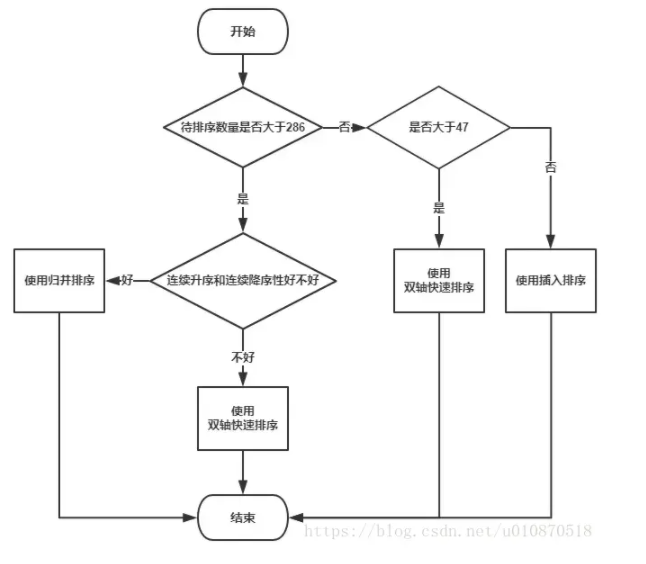 开始
待排序数量是否大于286
否
是否大于47
是
是
否
使用归并排序
好
连续升序和连续降序性好不好
使用
双轴快速排序
使用插入排序
不好
使用
双轴快速排序
结束
https://blog.csdn.net/u010870518